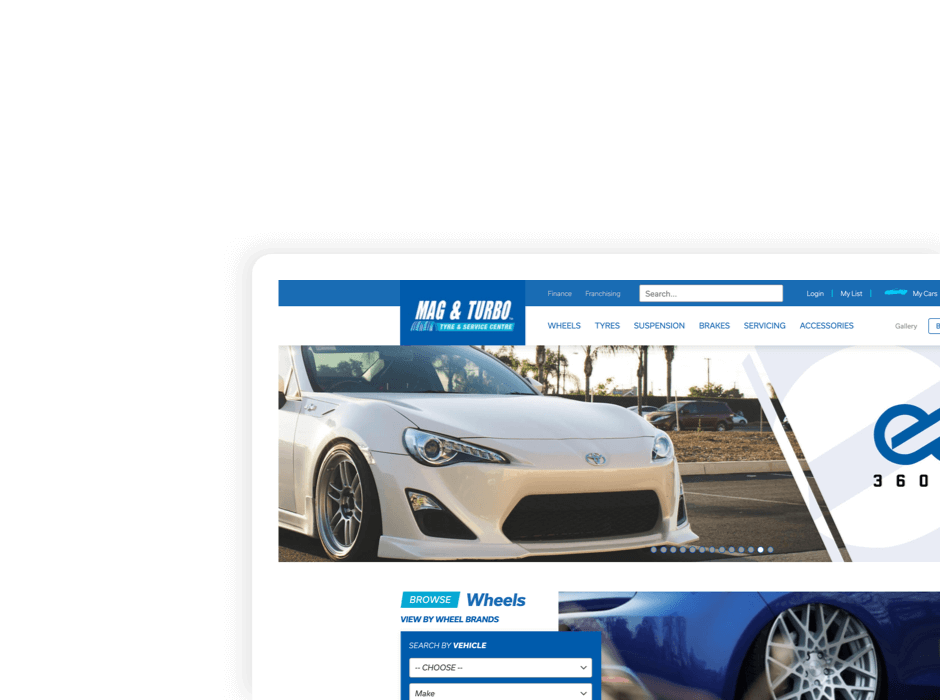 Finance Franchising Search... Login My List My Cars
MAG & TURBO
TYRE & SERVICE CENTRE
WHEELS TYRES SUSPENSION BRAKES SERVICING ACCESSORIES Gallery
360
BROWSE Wheels
VIEW BY WHEEL BRANDS
SEARCH BY VEHICLE
-- CHOOSE --
Make